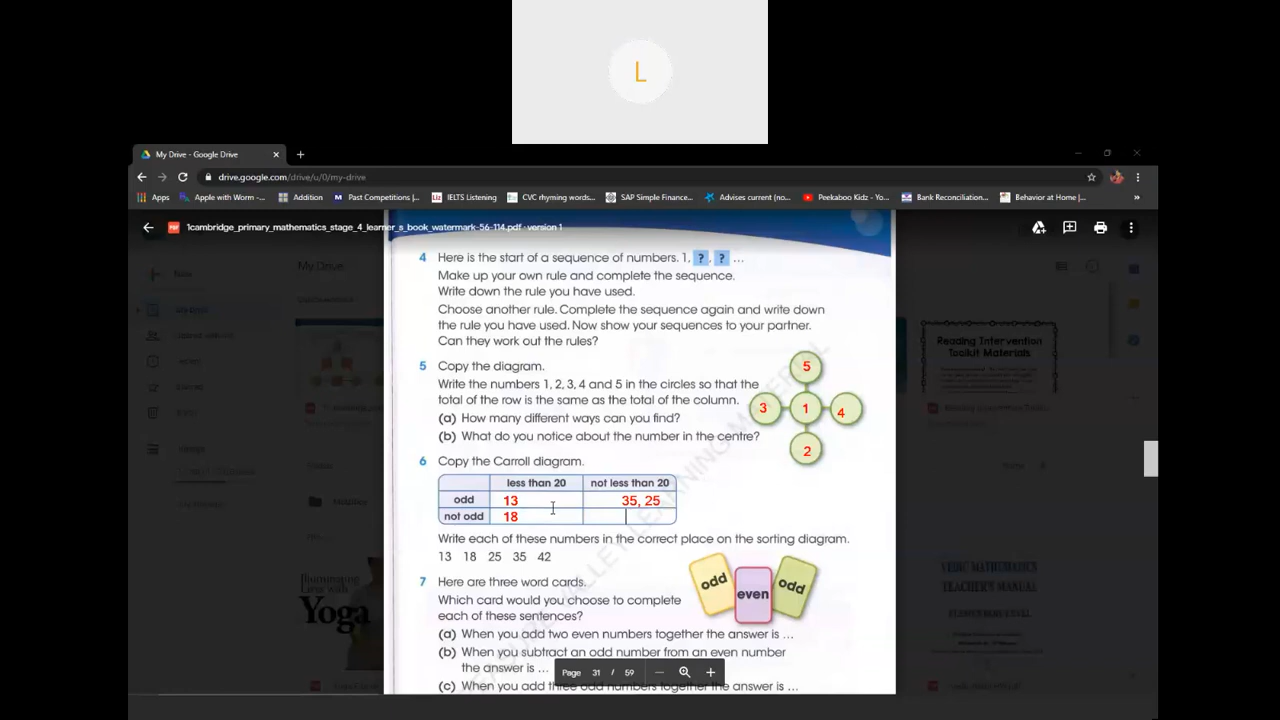 L
My Drive - Google Drive
drive.google.com/drive/u/0/my-drive
Apps Apple with Worm -... Addition Past Competitions |... IELTS Listening CVC rhyming words... SAP Simple Finance... Advises current (no... Peekaboo Kidz - Yo... Bank Reconciliation... Behavior at Home |... »
1cambridge_primary_mathematics_stage_4_learner_s_book_watermark-56-114.pdf - version 1
My Drive
4 Here is the start of a sequence of numbers. 1, ?, ? ...
Make up your own rule and complete the sequence.
Write down the rule you have used.
Choose another rule. Complete the sequence again and write down
the rule you have used. Now show your sequences to your partner.
Can they work out the rules?
Reading Intervention
Toolkit Materials
5 Copy the diagram.
Write the numbers 1, 2, 3, 4 and 5 in the circles so that the
total of the row is the same as the total of the column.
(a) How many different ways can you find?
(b) What do you notice about the number in the centre?
5
3 1 4
2
6 Copy the Carroll diagram.
less than 20 not less than 20
odd 13 35, 25
not odd 18
Write each of these numbers in the correct place on the sorting diagram.
13 18 25 35 42
7 Here are three word cards.
Which card would you choose to complete
each of these sentences?
odd even odd
(a) When you add two even numbers together the answer is ...
(b) When you subtract an odd number from an even number
the answer is ...
(c) When you add three odd numbers together the answer is ...
Page 31 / 59
Illuminating
Lives with
Yoga
VEDIC MATHEMATICS
TEACHER'S MANUAL